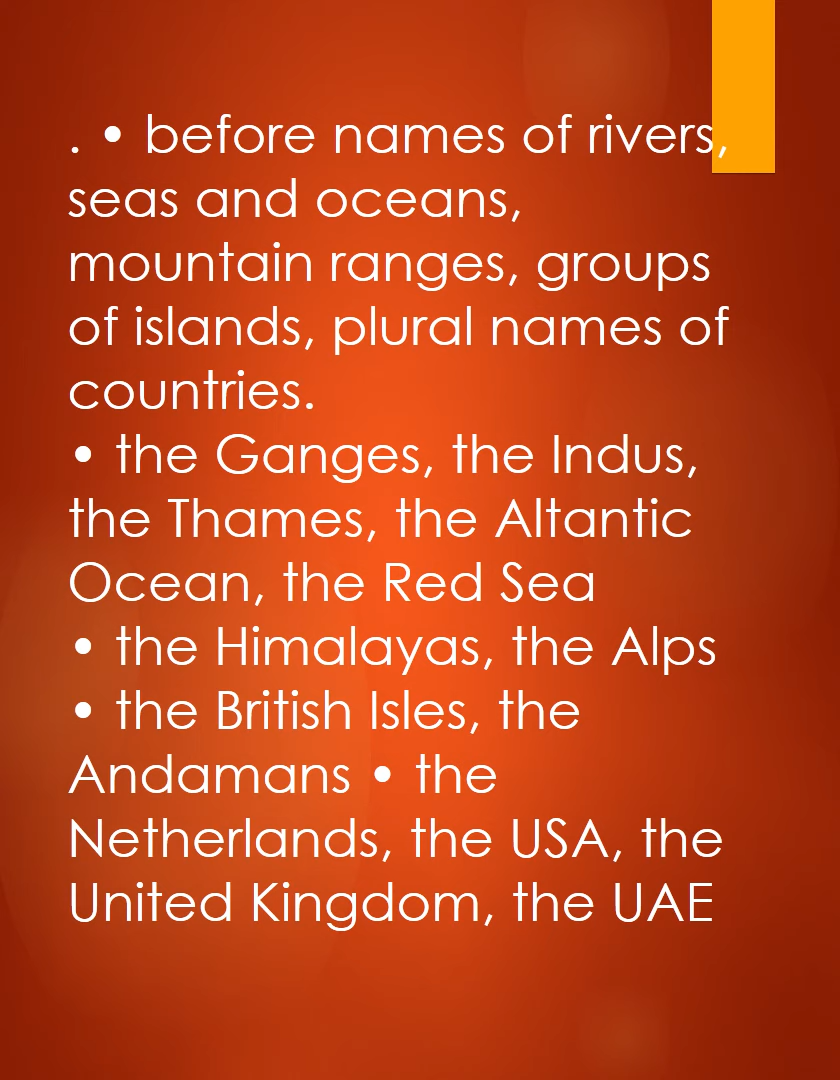 . • before names of rivers,
seas and oceans,
mountain ranges, groups
of islands, plural names of
countries.
• the Ganges, the Indus,
the Thames, the Altantic
Ocean, the Red Sea
• the Himalayas, the Alps
• the British Isles, the
Andamans • the
Netherlands, the USA, the
United Kingdom, the UAE